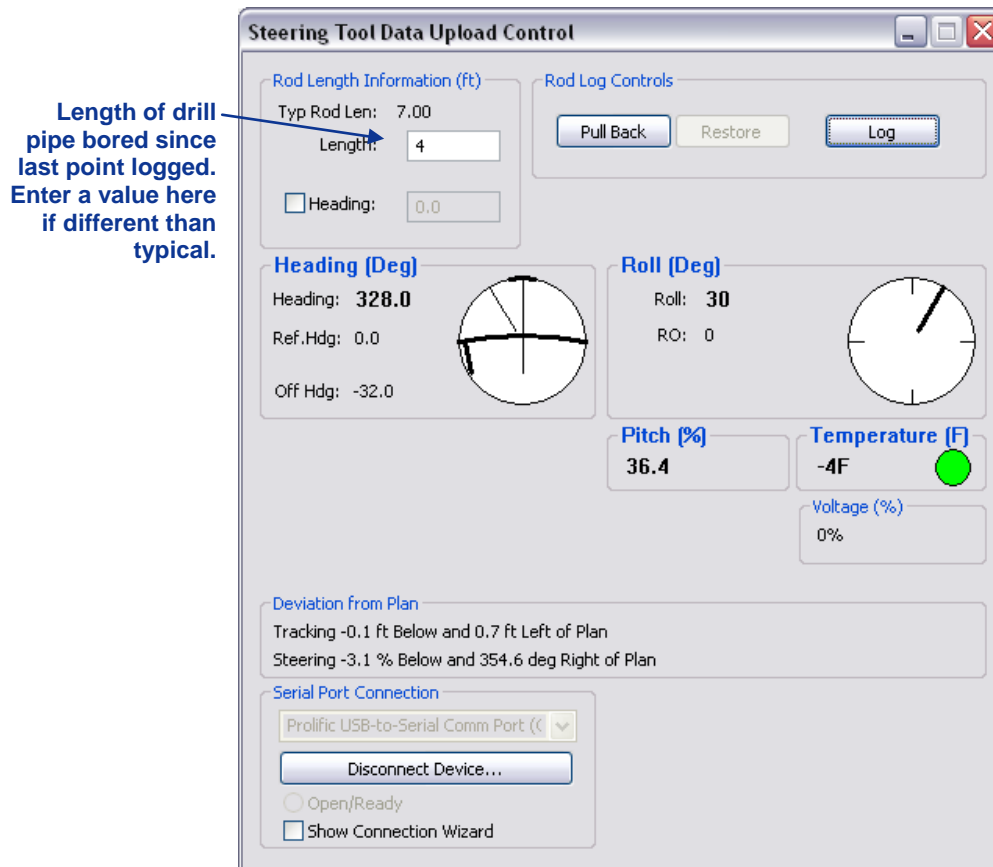 Steering Tool Data Upload Control
Length of drill
pipe bored since
last point logged.
Enter a value here
if different than
typical.
Rod Length Information (ft)
Typ Rod Len: 7.00
Length: 4
Heading: 0.0
Rod Log Controls
Pull Back Restore Log
Heading (Deg)
Heading: 328.0
Ref.Hdg: 0.0
Off Hdg: -32.0
Roll (Deg)
Roll: 30
RO: 0
Pitch (%)
36.4
Temperature (F)
-4F
Voltage (%)
0%
Deviation from Plan
Tracking -0.1 ft Below and 0.7 ft Left of Plan
Steering -3.1 % Below and 354.6 deg Right of Plan
Serial Port Connection
Prolific USB-to-Serial Comm Port ((
Disconnect Device...
Open/Ready
Show Connection Wizard